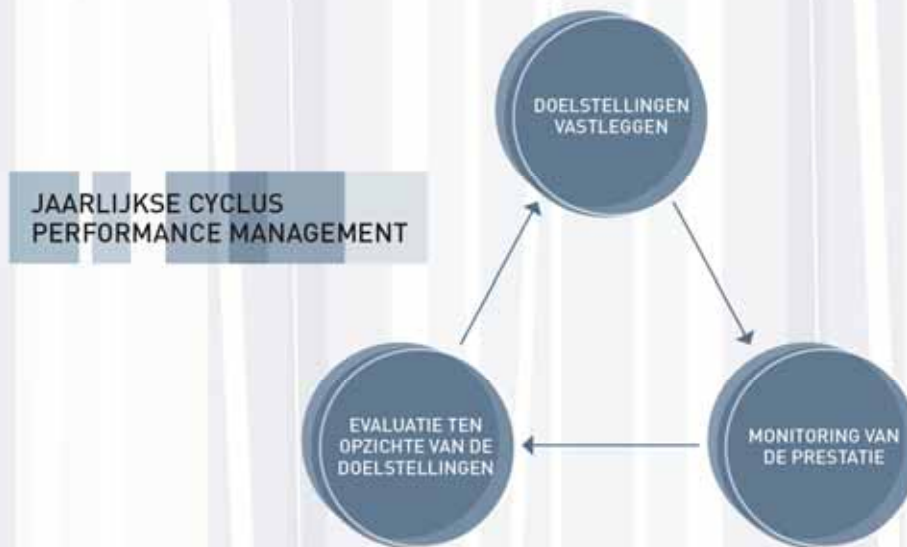 JAARLIJKSE CYCLUS
PERFORMANCE MANAGEMENT
DOELSTELLINGEN
VASTLEGGEN
MONITORING VAN
DE PRESTATIE
EVALUATIE TEN
OPZICHTE VAN DE
DOELSTELLINGEN